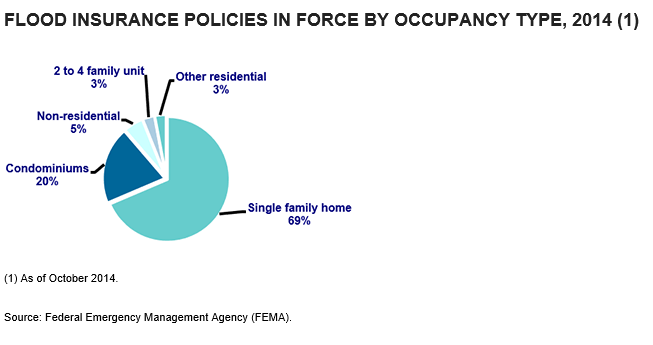 FLOOD INSURANCE POLICIES IN FORCE BY OCCUPANCY TYPE, 2014 (1)
2 to 4 family unit
3%
Other residential
3%
Non-residential
5%
Condominiums
20%
Single family home
69%
(1) As of October 2014.
Source: Federal Emergency Management Agency (FEMA).